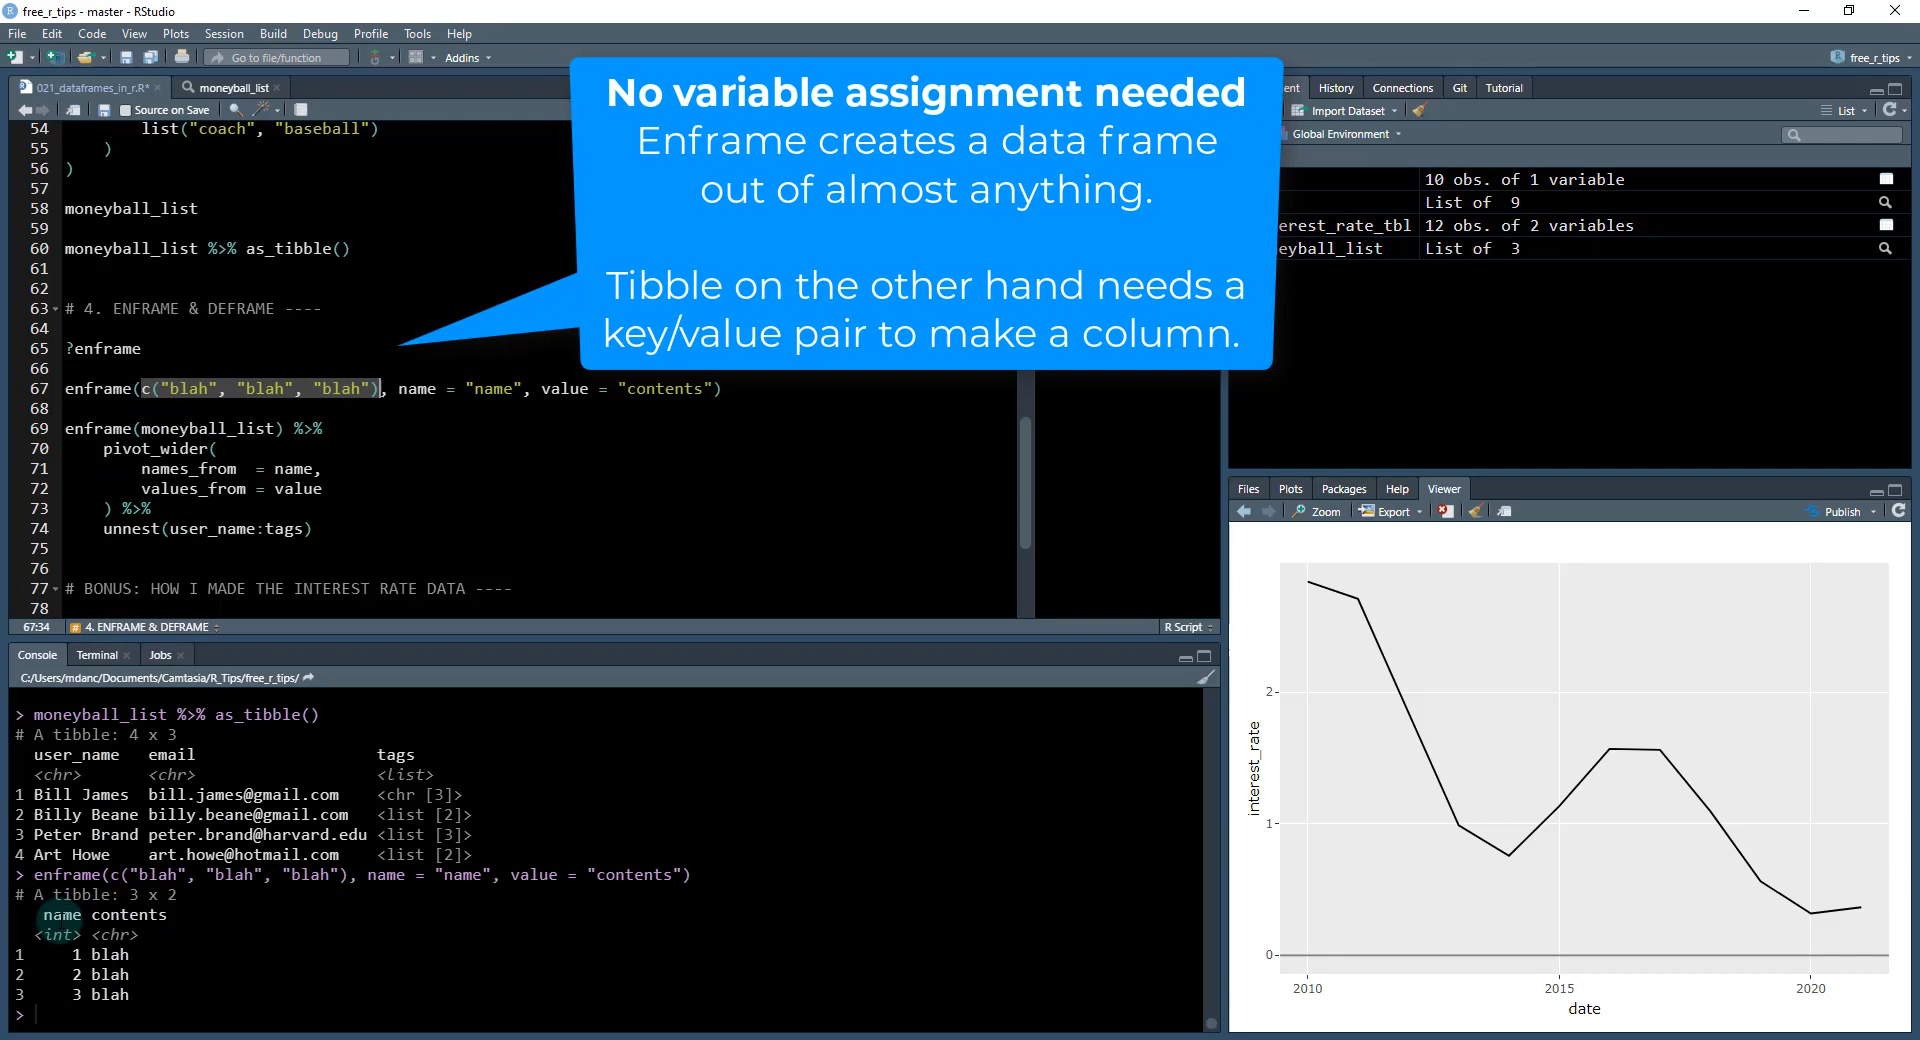 free_r_tips - master - RStudio
File Edit Code View Plots Session Build Debug Profile Tools Help
Go to file/function Addins free_r_tips
021_dataframes_in_r.R* moneyball_list
Source on Save
54 list("coach", "baseball")
55 )
56 )
57
58 moneyball_list
59
60 moneyball_list %>% as_tibble()
61
62
63 # 4. ENFRAME & DEFRAME ----
64
65 ?enframe
66
67 enframe(c("blah", "blah", "blah"), name = "name", value = "contents")
68
69 enframe(moneyball_list) %>%
70 pivot_wider(
71 names_from = name,
72 values_from = value
73 ) %>%
74 unnest(user_name:tags)
75
76
77 # BONUS: HOW I MADE THE INTEREST RATE DATA ----
78
67:34 4. ENFRAME & DEFRAME R Script
No variable assignment needed
Enframe creates a data frame
out of almost anything.
Tibble on the other hand needs a
key/value pair to make a column.
Console Terminal Jobs
C:/Users/mdanc/Documents/Camtasia/R_Tips/free_r_tips/
> moneyball_list %>% as_tibble()
# A tibble: 4 x 3
user_name email tags
<chr> <chr> <list>
1 Bill James bill.james@gmail.com <chr [3]>
2 Billy Beane billy.beane@gmail.com <list [2]>
3 Peter Brand peter.brand@harvard.edu <list [3]>
4 Art Howe art.howe@hotmail.com <list [2]>
> enframe(c("blah", "blah", "blah"), name = "name", value = "contents")
# A tibble: 3 x 2
name contents
<int> <chr>
1 1 blah
2 2 blah
3 3 blah
>
ent History Connections Git Tutorial
Import Dataset List
Global Environment
10 obs. of 1 variable
List of 9
erest_rate_tbl 12 obs. of 2 variables
eyball_list List of 3
Files Plots Packages Help Viewer
Zoom Export Publish
interest_rate
2
1
0
2010 2015 2020
date